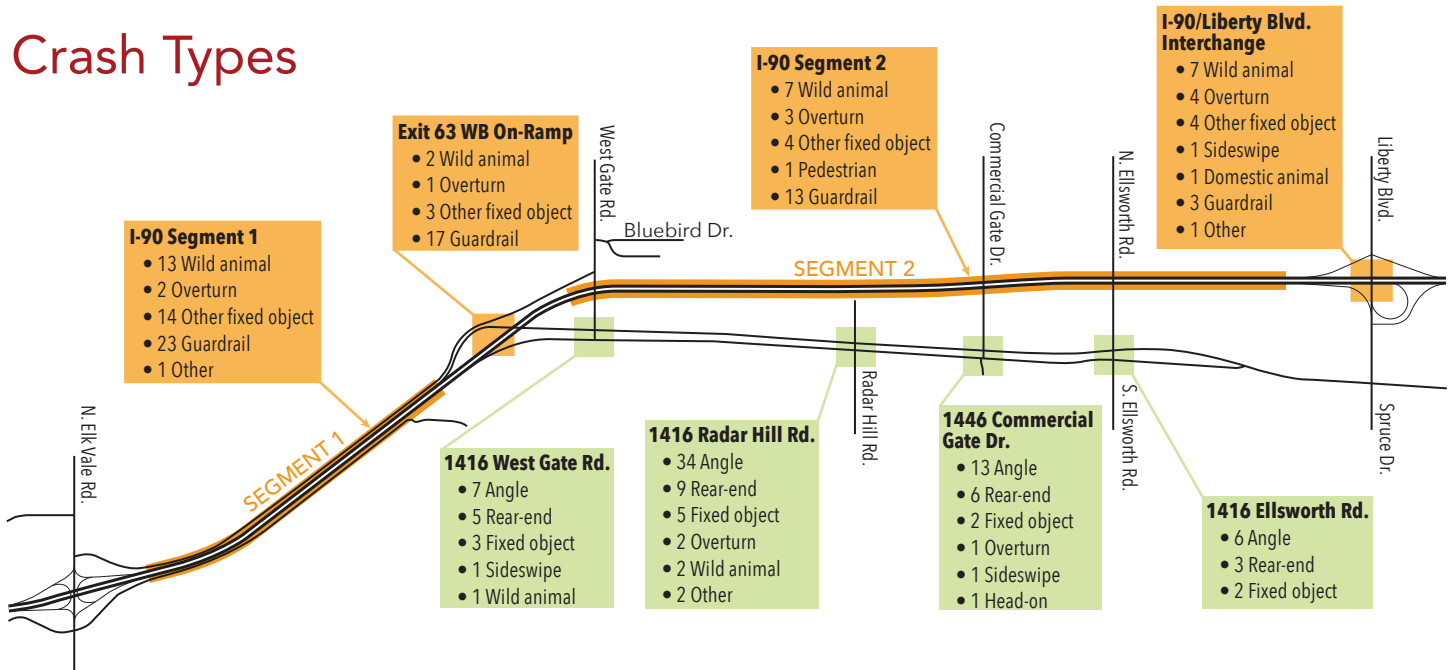 Crash Types
I-90 Segment 1
• 13 Wild animal
• 2 Overturn
• 14 Other fixed object
• 23 Guardrail
• 1 Other
Exit 63 WB On-Ramp
• 2 Wild animal
• 1 Overturn
• 3 Other fixed object
• 17 Guardrail
I-90 Segment 2
• 7 Wild animal
• 3 Overturn
• 4 Other fixed object
• 1 Pedestrian
• 13 Guardrail
I-90/Liberty Blvd.
Interchange
• 7 Wild animal
• 4 Overturn
• 4 Other fixed object
• 1 Sideswipe
• 1 Domestic animal
• 3 Guardrail
• 1 Other
N. Elk Vale Rd.
SEGMENT 1
West Gate Rd.
Bluebird Dr.
SEGMENT 2
Radar Hill Rd.
Commercial Gate Dr.
N. Ellsworth Rd.
S. Ellsworth Rd.
Liberty Blvd.
Spruce Dr.
1416 West Gate Rd.
• 7 Angle
• 5 Rear-end
• 3 Fixed object
• 1 Sideswipe
• 1 Wild animal
1416 Radar Hill Rd.
• 34 Angle
• 9 Rear-end
• 5 Fixed object
• 2 Overturn
• 2 Wild animal
• 2 Other
1446 Commercial
Gate Dr.
• 13 Angle
• 6 Rear-end
• 2 Fixed object
• 1 Overturn
• 1 Sideswipe
• 1 Head-on
1416 Ellsworth Rd.
• 6 Angle
• 3 Rear-end
• 2 Fixed object